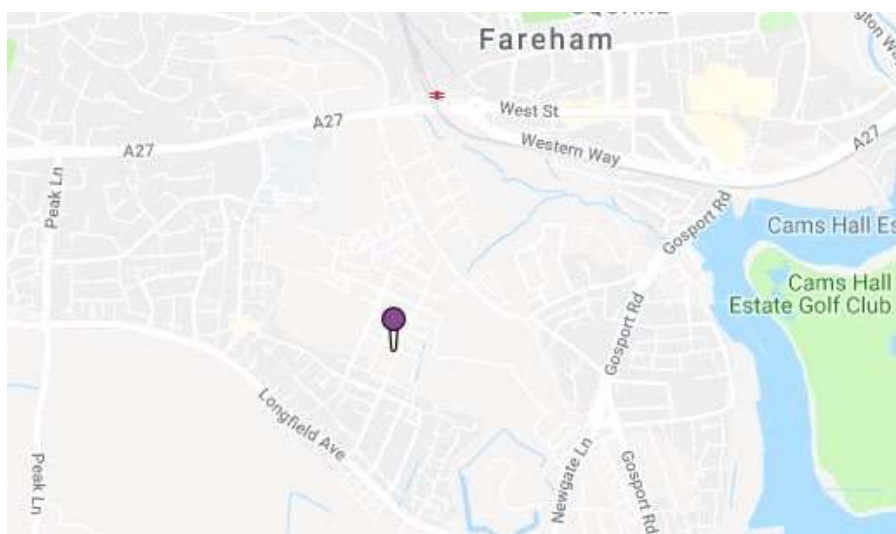 Fareham
West St
A27
A27
Western Way
A27
Peak Ln
Gosport Rd
Cams Hall Es
Cams Hall
Estate Golf Club
Gosport Rd
Longfield Ave
Peak Ln
Newgate Ln
Gosport Rd